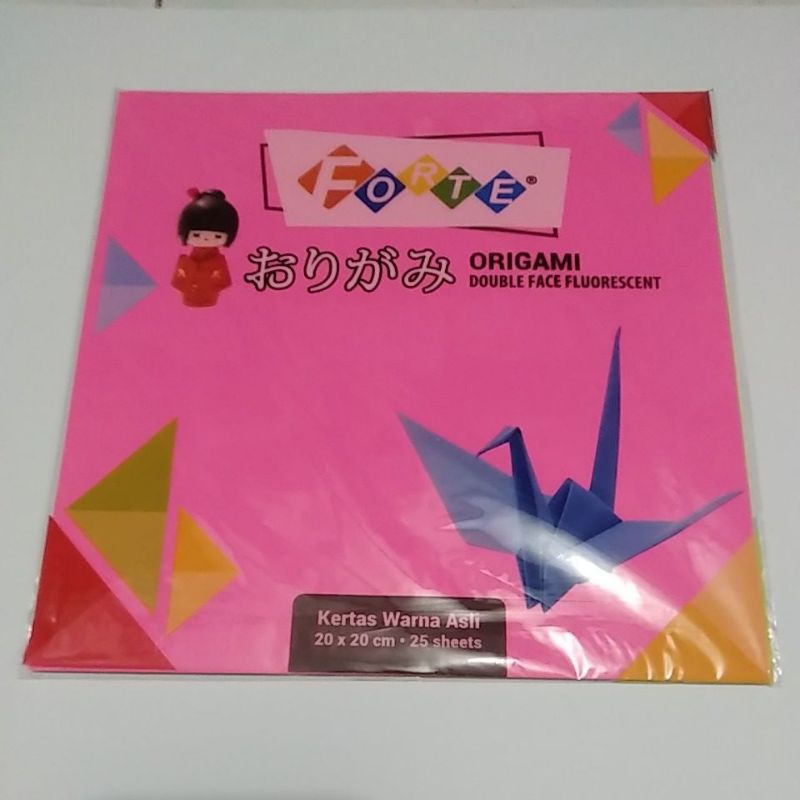 FORTE®
おりがみ
ORIGAMI
DOUBLE FACE FLUORESCENT
Kertas Warna Asli
20 x 20 cm • 25 sheets